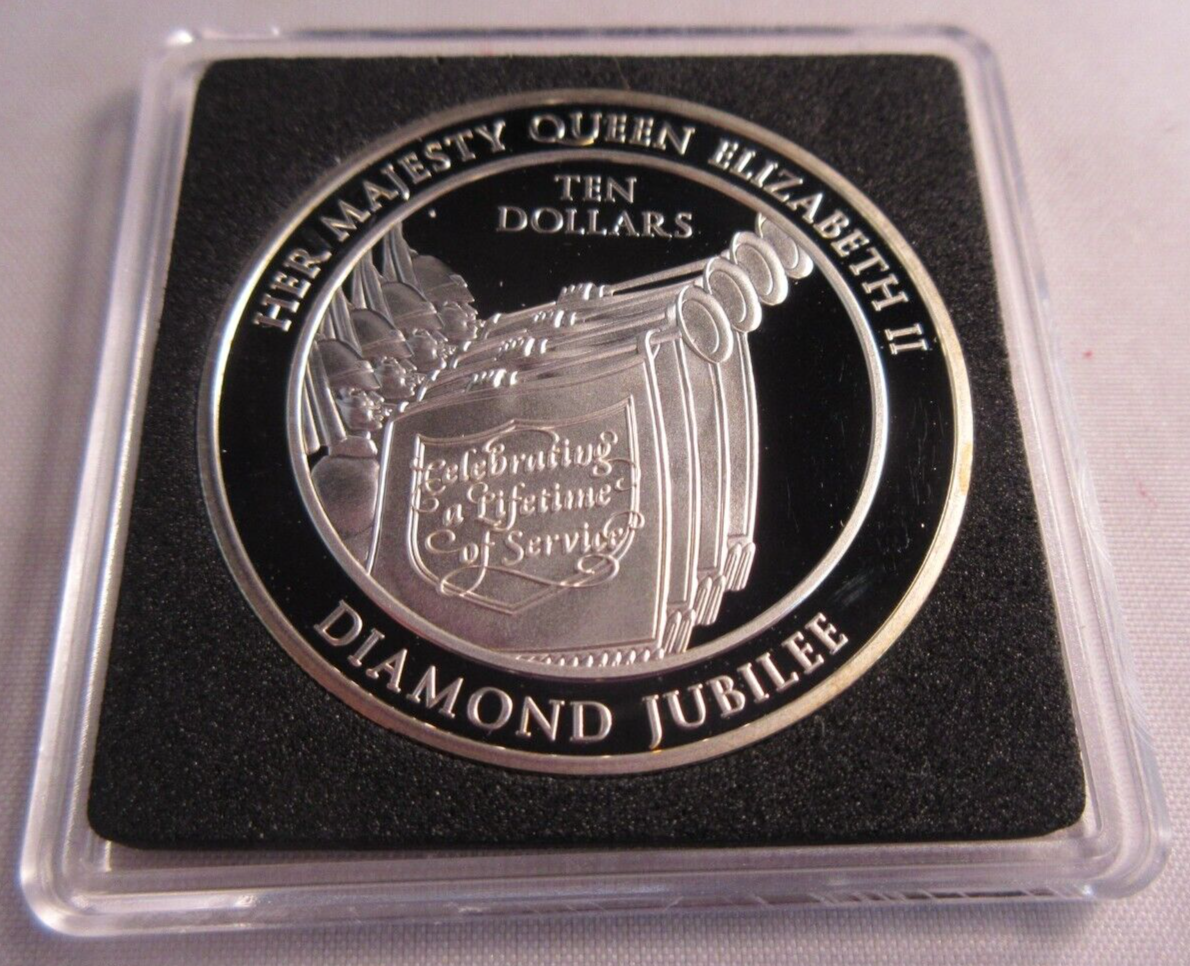 HER MAJESTY QUEEN ELIZABETH II
TEN
DOLLARS
Celebrating
a Lifetime
of Service
DIAMOND JUBILEE